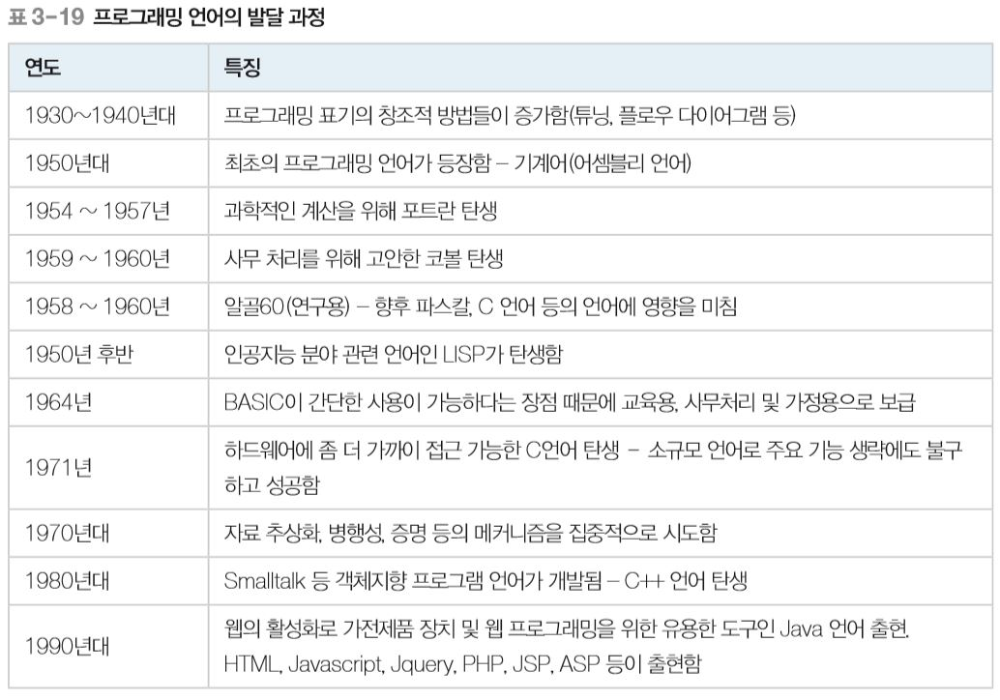 표 3-19 프로그래밍 언어의 발달 과정
연도 특징
1930~1940년대 프로그래밍 표기의 창조적 방법들이 증가함(튜닝, 플로우 다이어그램 등)
1950년대 최초의 프로그래밍 언어가 등장함 – 기계어(어셈블리 언어)
1954 ~ 1957년 과학적인 계산을 위해 포트란 탄생
1959 ~ 1960년 사무 처리를 위해 고안한 코볼 탄생
1958 ~ 1960년 알골60(연구용) – 향후 파스칼, C 언어 등의 언어에 영향을 미침
1950년 후반 인공지능 분야 관련 언어인 LISP가 탄생함
1964년 BASIC이 간단한 사용이 가능하다는 장점 때문에 교육용, 사무처리 및 가정용으로 보급
1971년 하드웨어에 좀 더 가까이 접근 가능한 C언어 탄생 – 소규모 언어로 주요 기능 생략에도 불구
하고 성공함
1970년대 자료 추상화, 병행성, 증명 등의 메커니즘을 집중적으로 시도함
1980년대 Smalltalk 등 객체지향 프로그램 언어가 개발됨 – C++ 언어 탄생
1990년대 웹의 활성화로 가전제품 장치 및 웹 프로그래밍을 위한 유용한 도구인 Java 언어 출현.
HTML, Javascript, Jquery, PHP, JSP, ASP 등이 출현함